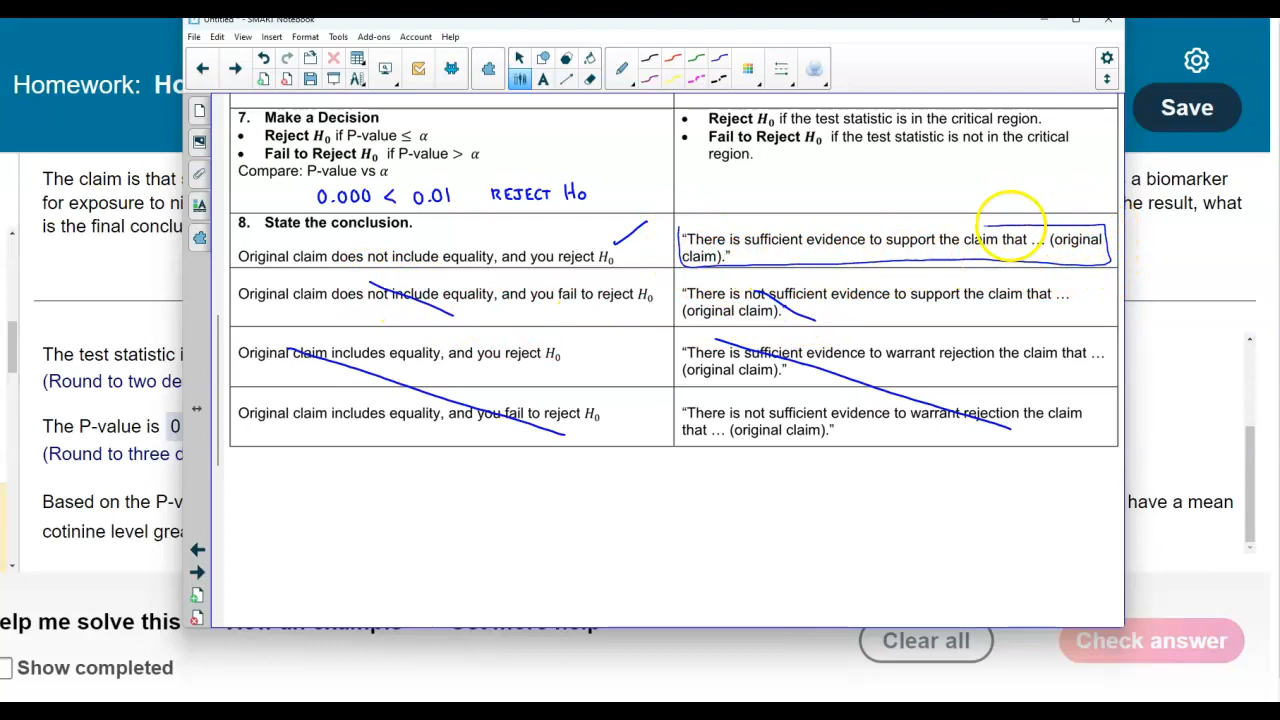 Untitled * - SMART Notebook
File Edit View Insert Format Tools Add-ons Account Help
Homework:
Save
7. Make a Decision
• Reject H₀ if P-value ≤ α
• Fail to Reject H₀ if P-value > α
Compare: P-value vs α
0.000 < 0.01 REJECT H₀
• Reject H₀ if the test statistic is in the critical region.
• Fail to Reject H₀ if the test statistic is not in the critical
region.
8. State the conclusion.
Original claim does not include equality, and you reject H₀
“There is sufficient evidence to support the claim that … (original
claim).”
Original claim does not include equality, and you fail to reject H₀
“There is not sufficient evidence to support the claim that …
(original claim).”
Original claim includes equality, and you reject H₀
“There is sufficient evidence to warrant rejection the claim that …
(original claim).”
Original claim includes equality, and you fail to reject H₀
“There is not sufficient evidence to warrant rejection the claim
that … (original claim).”
The claim is that
a biomarker
for exposure to
the result, what
is the final
The test statistic
(Round to two
The P-value is 0
(Round to three
Based on the
have a mean
cotinine level
me solve this
Clear all
Check answer
Show completed